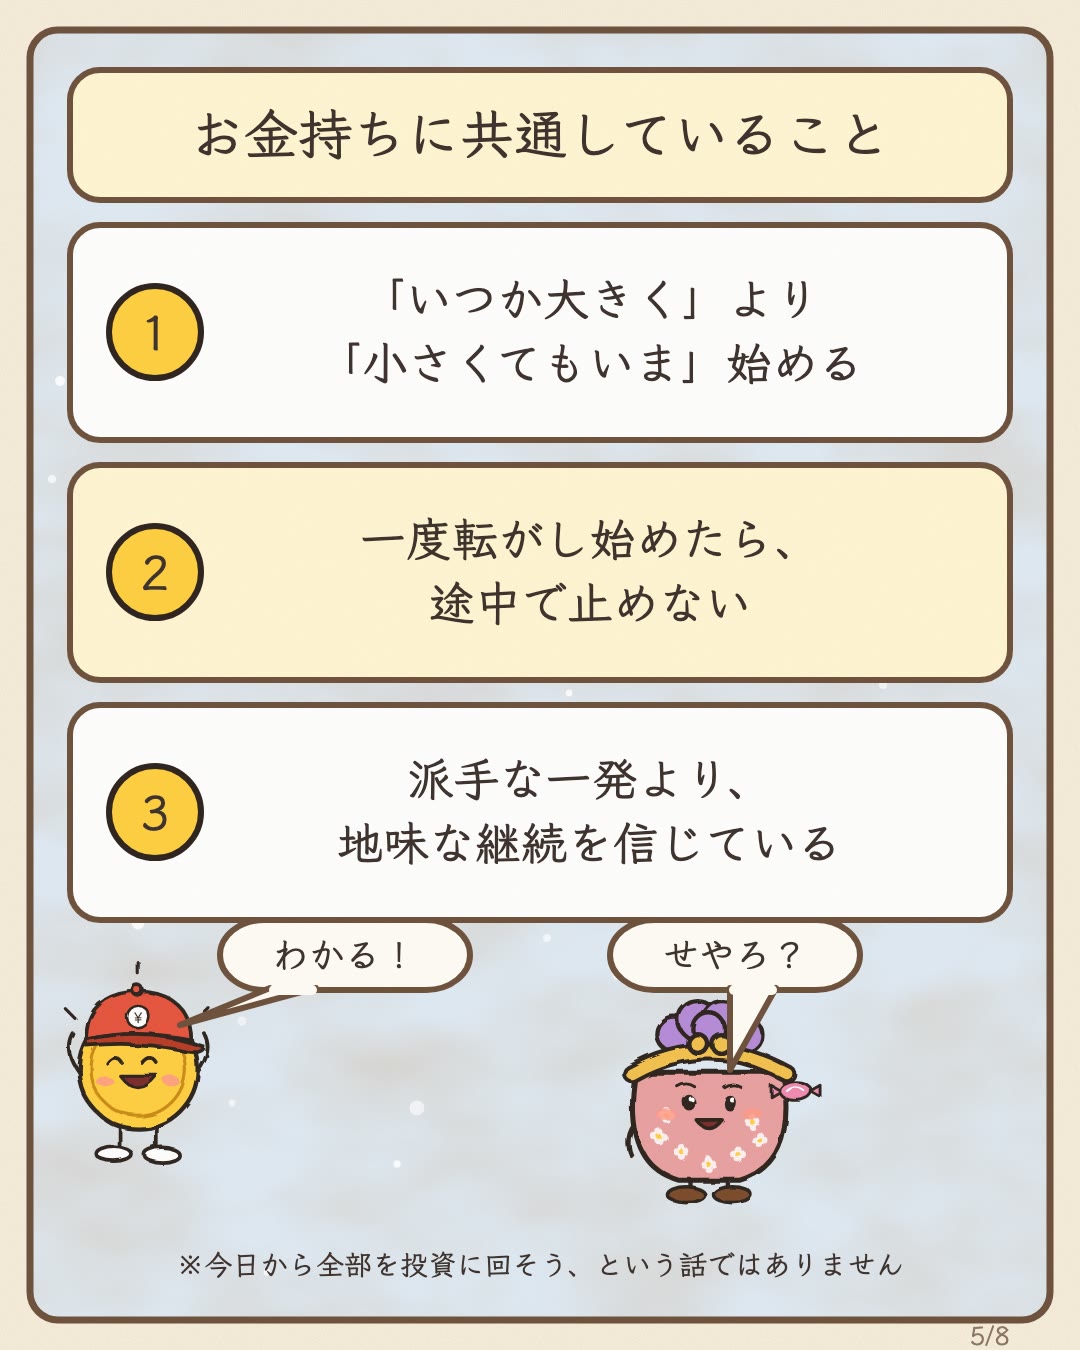 お金持ちに共通していること
1
「いつか大きく」より
「小さくてもいま」始める
2
一度転がし始めたら、
途中で止めない
3
派手な一発より、
地味な継続を信じている
わかる！
せやろ？
¥
※今日から全部を投資に回そう、という話ではありません
5/8